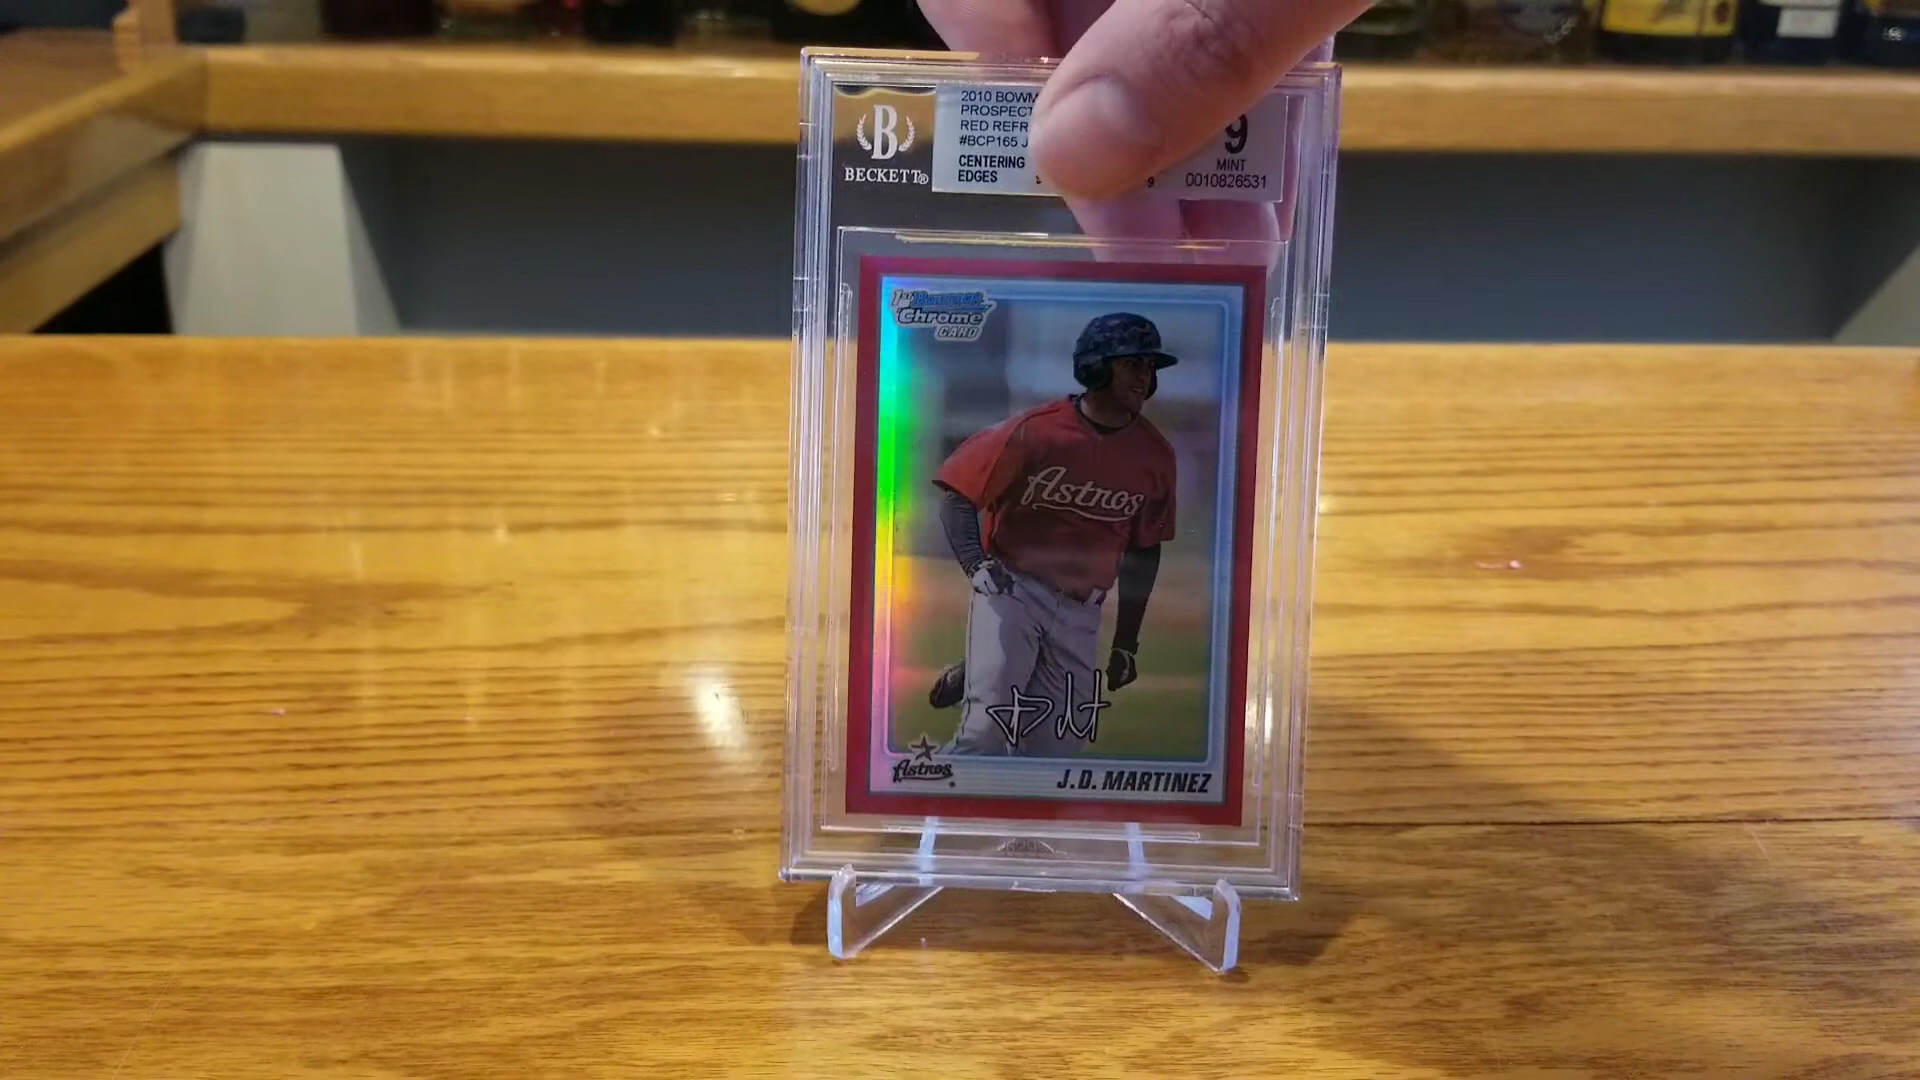 2010 BOWM
PROSPECT
RED REFR
#BCP165 J
CENTERING
EDGES
9
9
MINT
0010826531
B
BECKETT®
1st Bowman
Chrome
CARD
Astros
Astros
J.D. MARTINEZ